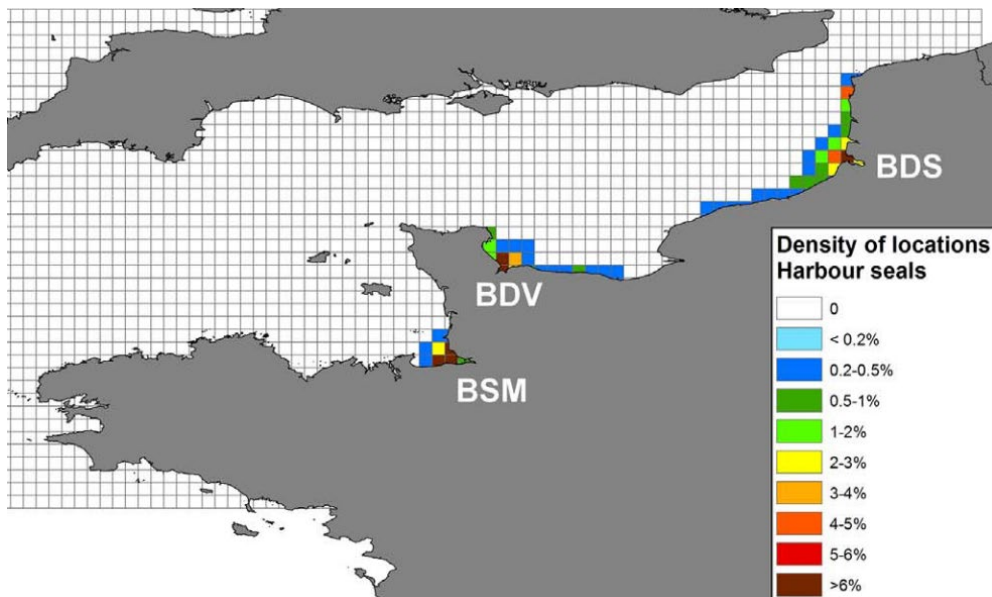 BDS
BDV
BSM
Density of locations
Harbour seals
0
< 0.2%
0.2-0.5%
0.5-1%
1-2%
2-3%
3-4%
4-5%
5-6%
>6%